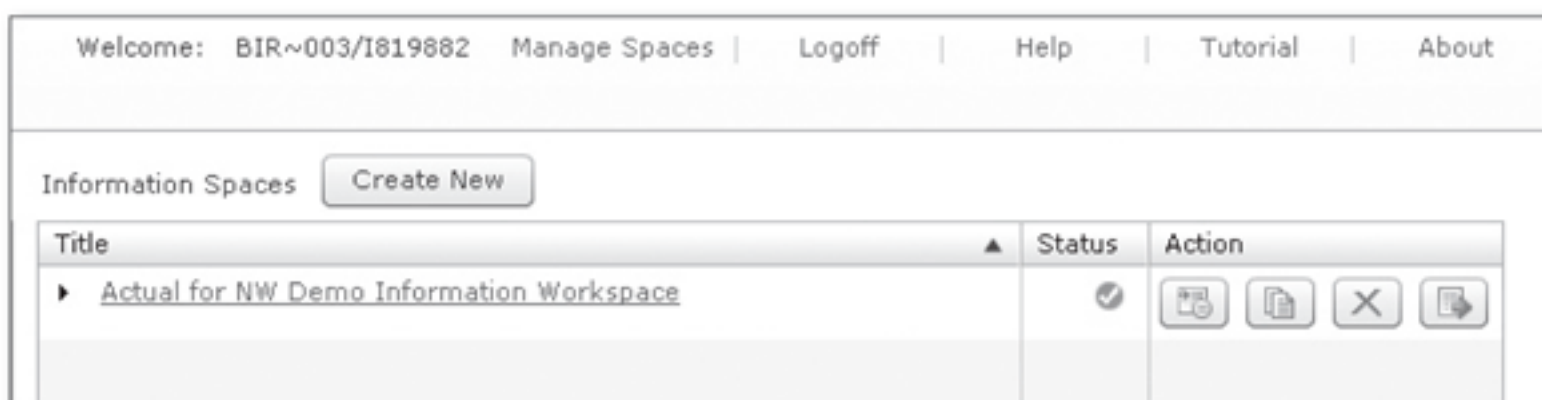 Welcome: BIR~003/I819882 Manage Spaces | Logoff | Help | Tutorial | About
Information Spaces Create New
Title Status Action
Actual for NW Demo Information Workspace